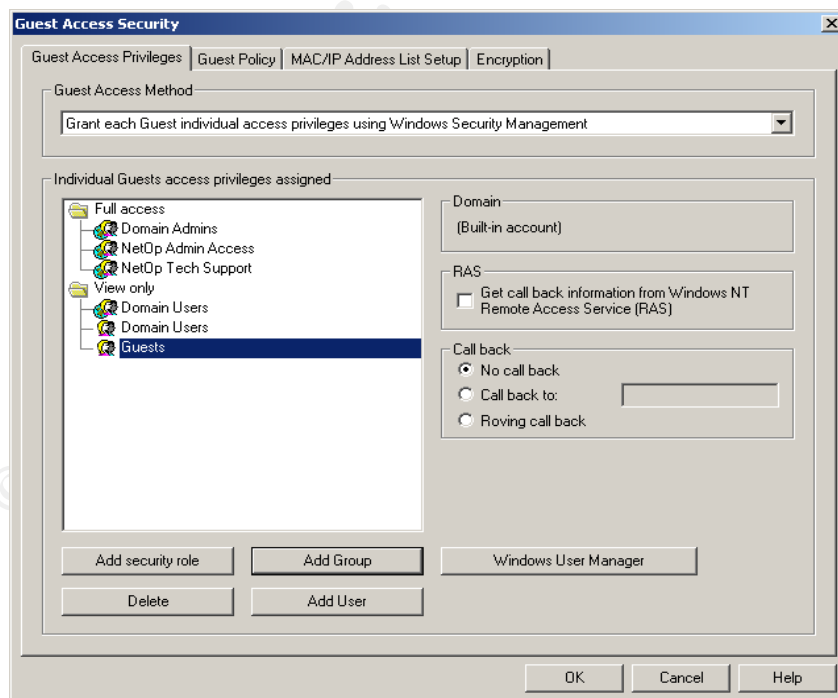 Guest Access Security
Guest Access Privileges
Guest Policy
MAC/IP Address List Setup
Encryption
Guest Access Method
Grant each Guest individual access privileges using Windows Security Management
Individual Guests access privileges assigned
Full access
Domain Admins
NetOp Admin Access
NetOp Tech Support
View only
Domain Users
Domain Users
Guests
Domain
(Built-in account)
RAS
Get call back information from Windows NT
Remote Access Service (RAS)
Call back
No call back
Call back to:
Roving call back
Add security role
Add Group
Windows User Manager
Delete
Add User
OK
Cancel
Help